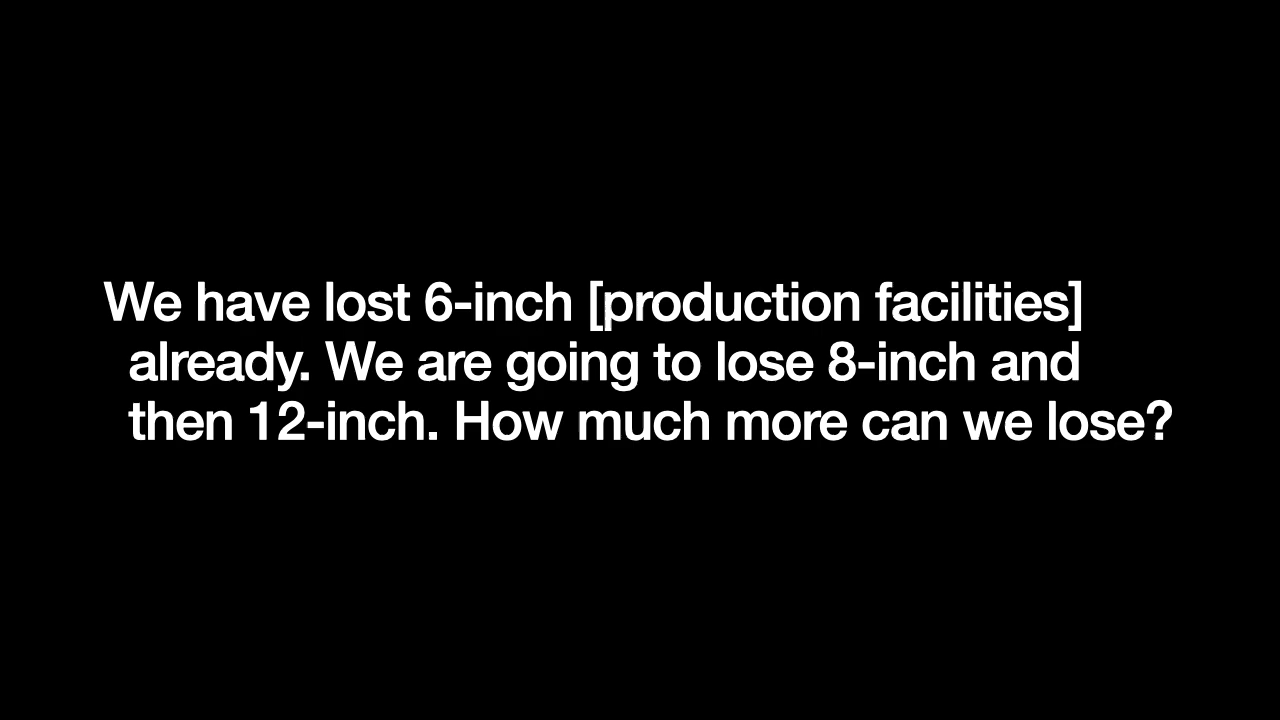 We have lost 6-inch [production facilities]
already. We are going to lose 8-inch and
then 12-inch. How much more can we lose?